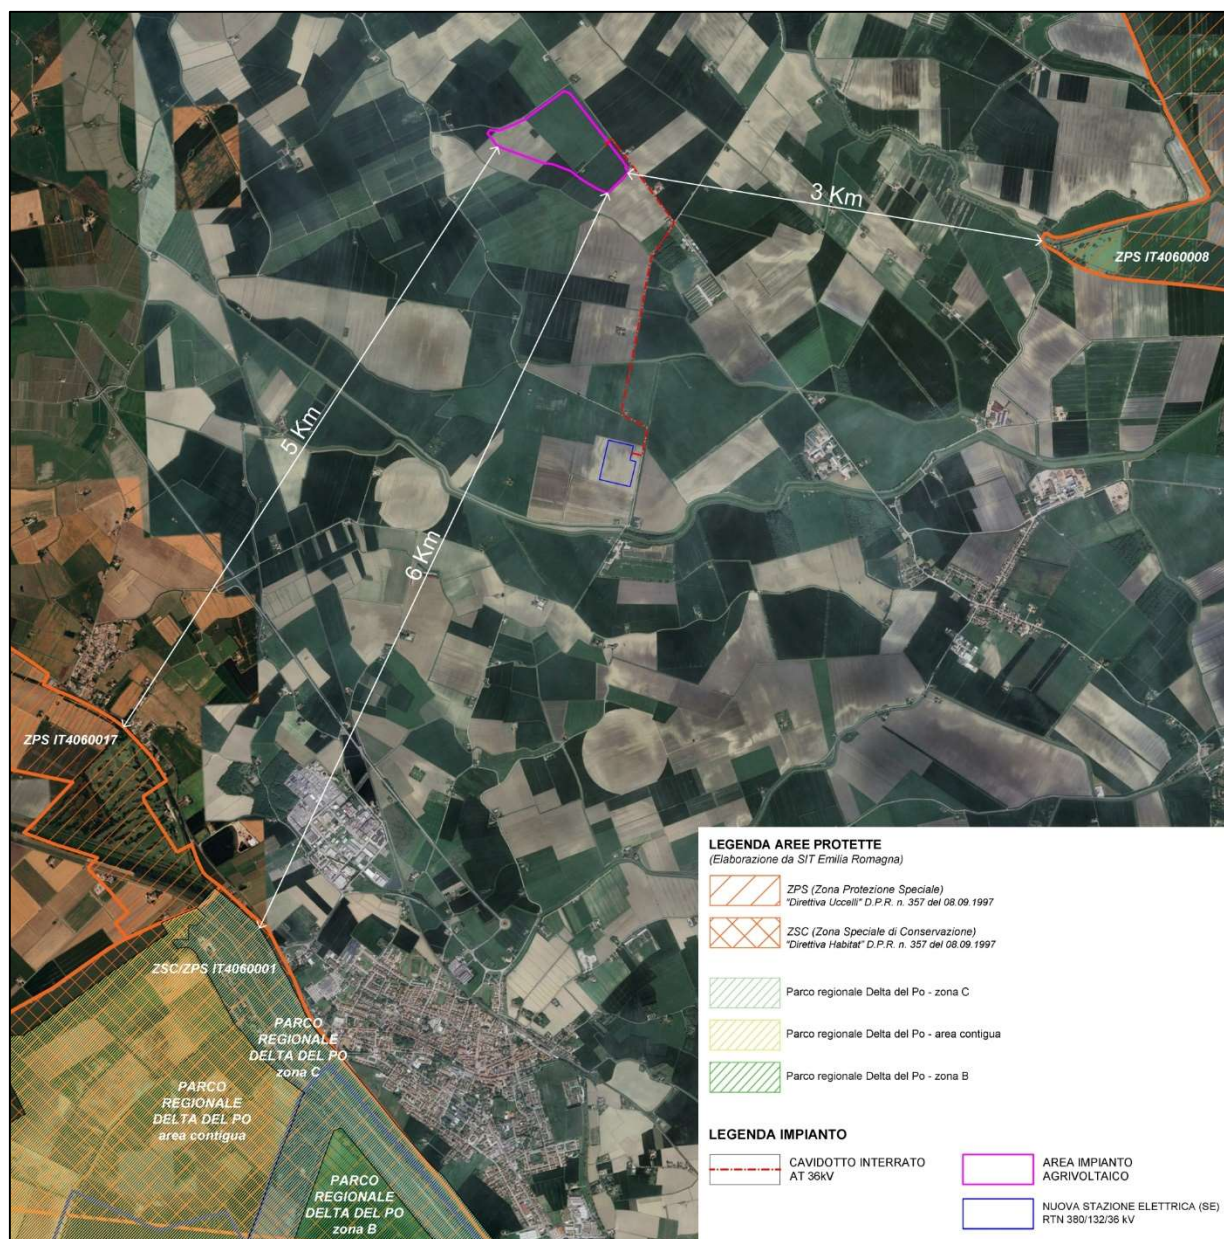 3 Km
ZPS IT4060008
5 Km
6 Km
ZPS IT4060017
ZSC/ZPS IT4060001
PARCO
REGIONALE
DELTA DEL PO
zona C
PARCO
REGIONALE
DELTA DEL PO
area contigua
PARCO
REGIONALE
DELTA DEL PO
zona B
LEGENDA AREE PROTETTE
(Elaborazione da SIT Emilia Romagna)
ZPS (Zona Protezione Speciale)
"Direttiva Uccelli" D.P.R. n. 357 del 08.09.1997
ZSC (Zona Speciale di Conservazione)
"Direttiva Habitat" D.P.R. n. 357 del 08.09.1997
Parco regionale Delta del Po - zona C
Parco regionale Delta del Po - area contigua
Parco regionale Delta del Po - zona B
LEGENDA IMPIANTO
CAVIDOTTO INTERRATO
AT 36kV
AREA IMPIANTO
AGRIVOLTAICO
NUOVA STAZIONE ELETTRICA (SE)
RTN 380/132/36 kV